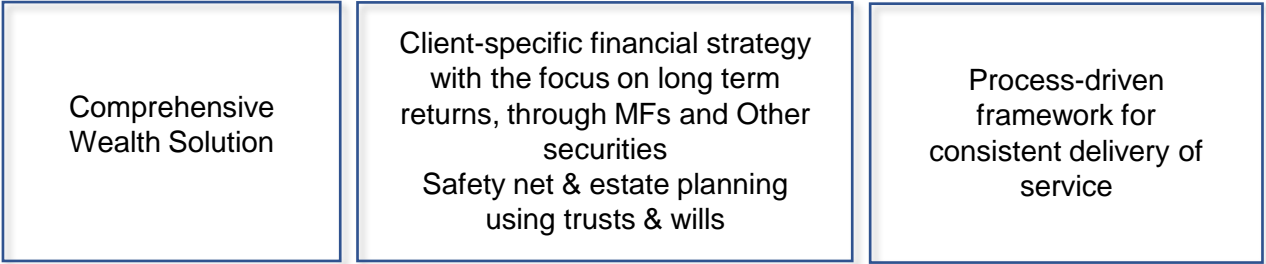 Comprehensive
Wealth Solution
Client-specific financial strategy
with the focus on long term
returns, through MFs and Other
securities
Safety net & estate planning
using trusts & wills
Process-driven
framework for
consistent delivery of
service